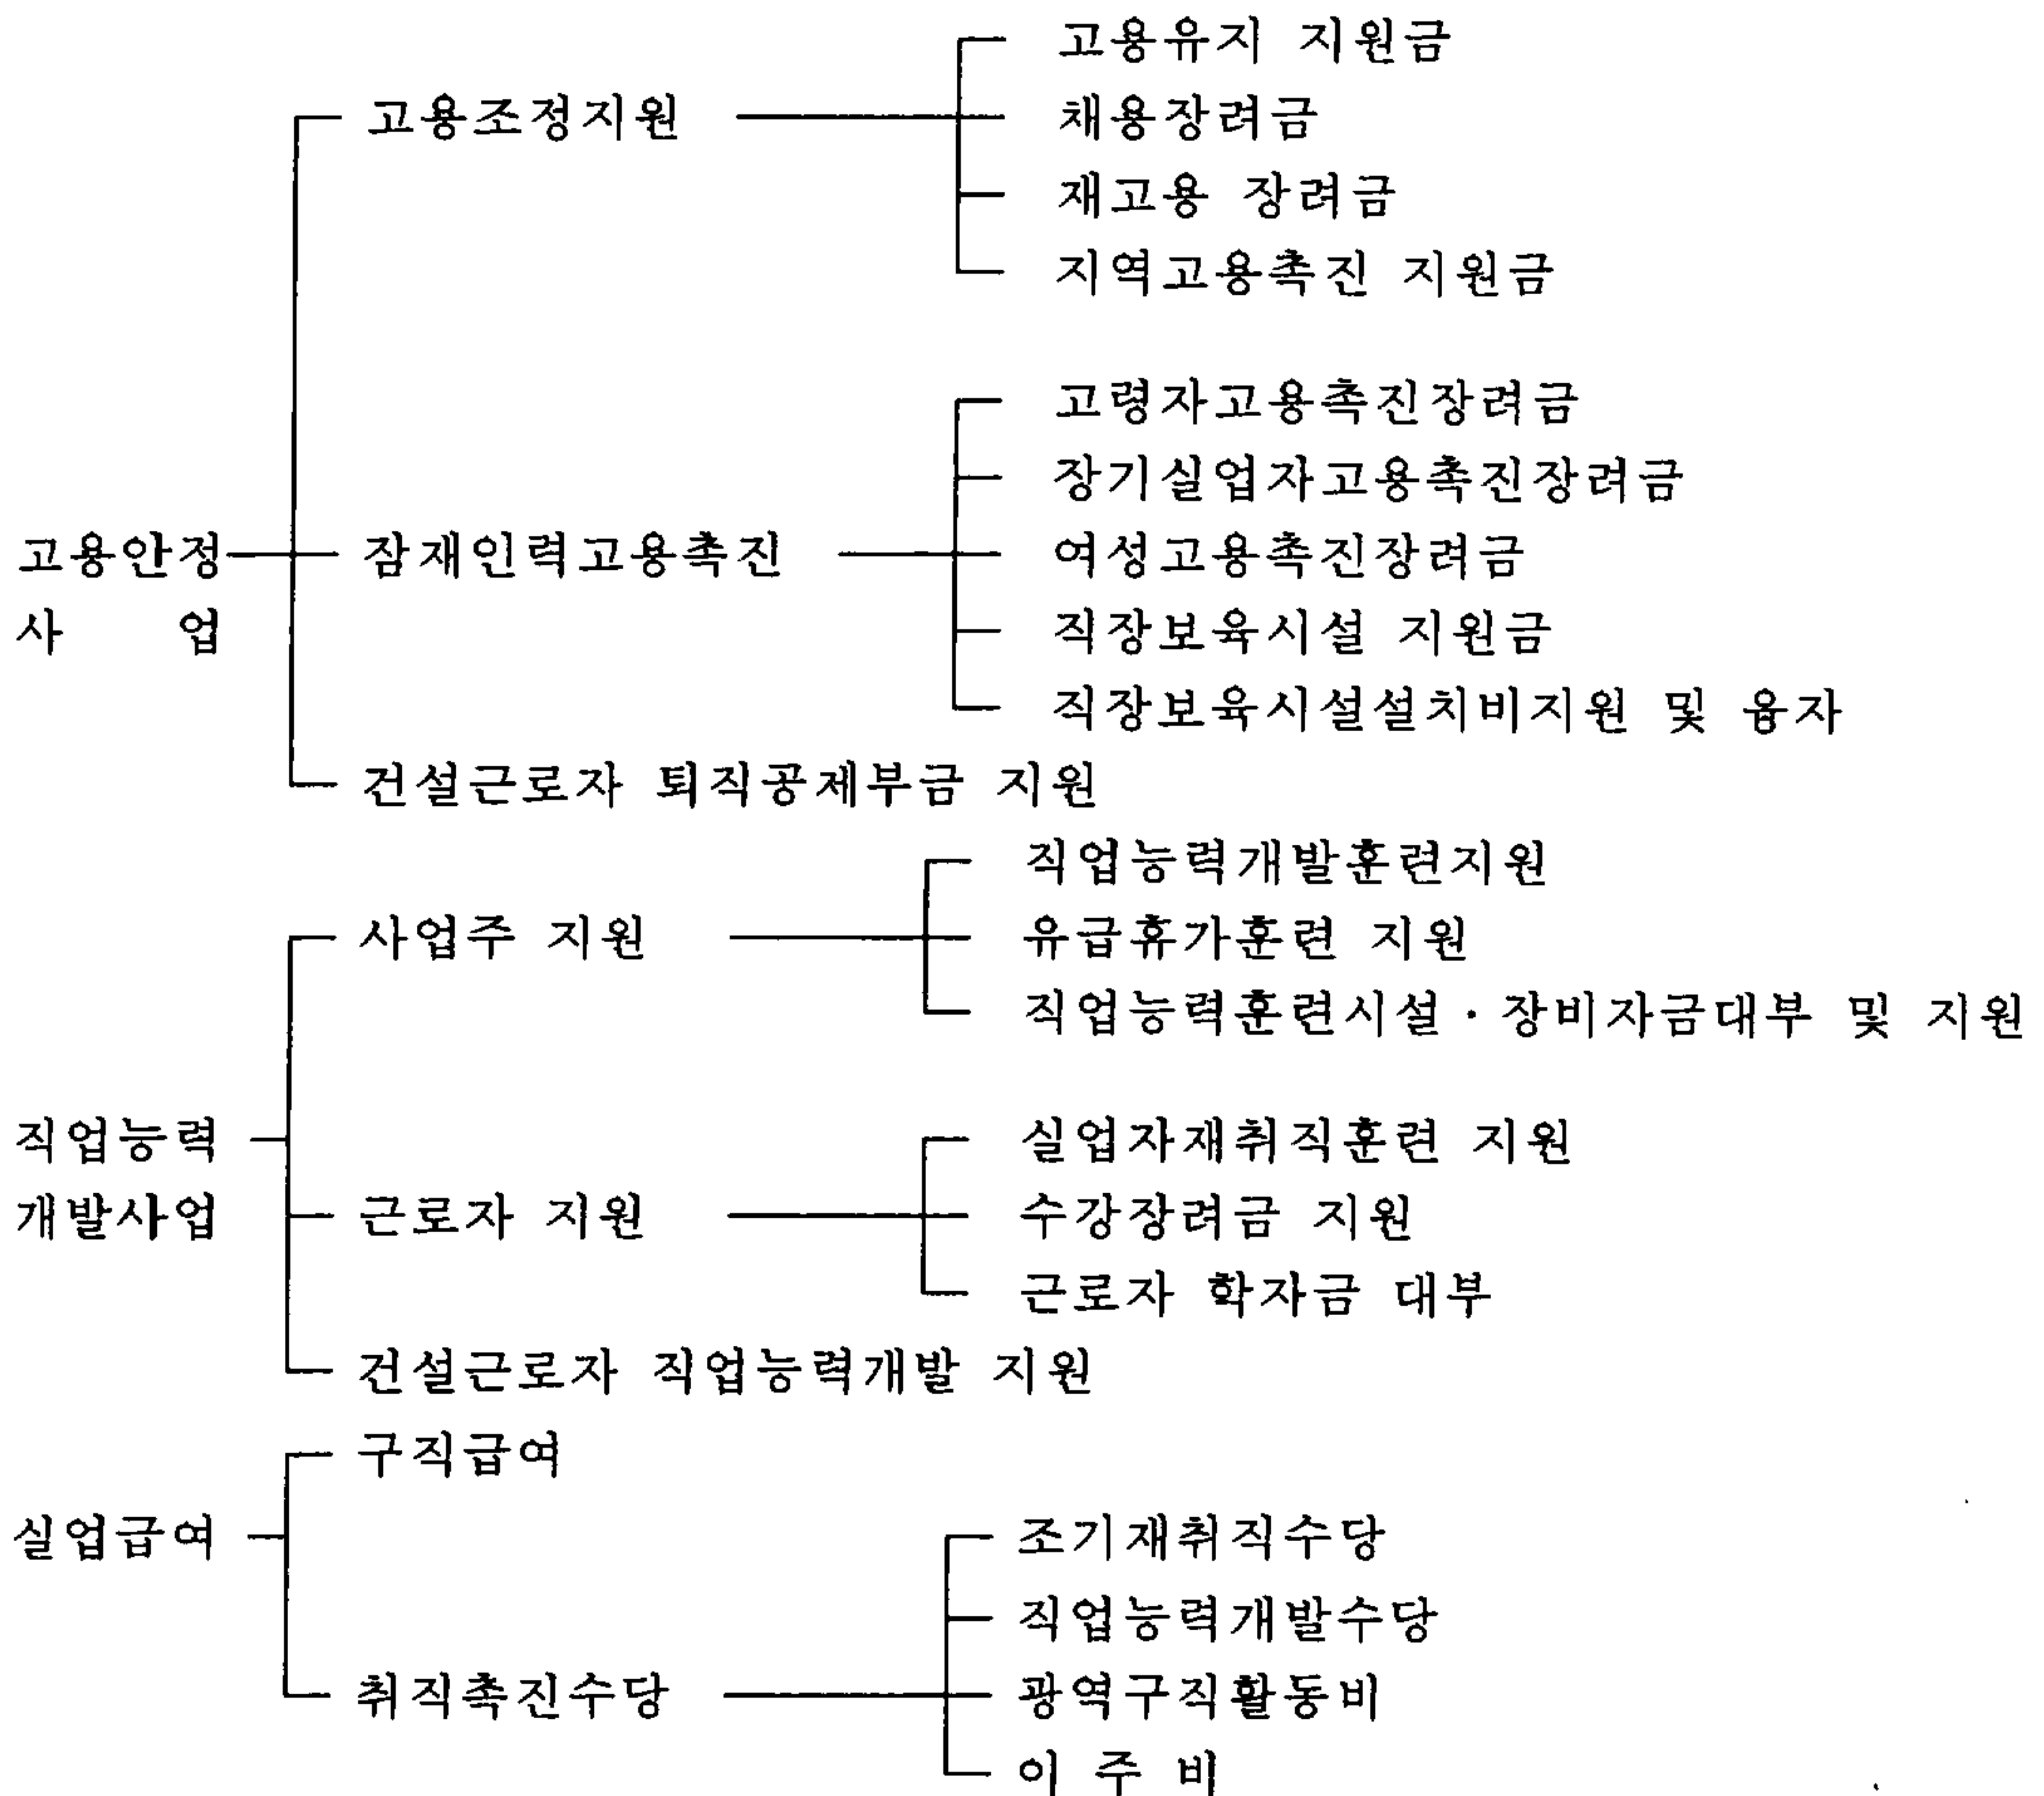 고용유지 지원금
고용조정지원
채용장려금
재고용 장려금
지역고용촉진 지원금
고령자고용촉진장려금
장기실업자고용촉진장려금
고용안정
사 업
잠재인력고용촉진
여성고용촉진장려금
직장보육시설 지원금
직장보육시설설치비지원 및 융자
건설근로자 퇴직공제부금 지원
직업능력개발훈련지원
사업주 지원
유급휴가훈련 지원
직업능력훈련시설·장비자금대부 및 지원
직업능력
개발사업
실업자재취직훈련 지원
근로자 지원
수강장려금 지원
근로자 학자금 대부
건설근로자 직업능력개발 지원
구직급여
실업급여
조기재취직수당
직업능력개발수당
취직촉진수당
광역구직활동비
이 주 비